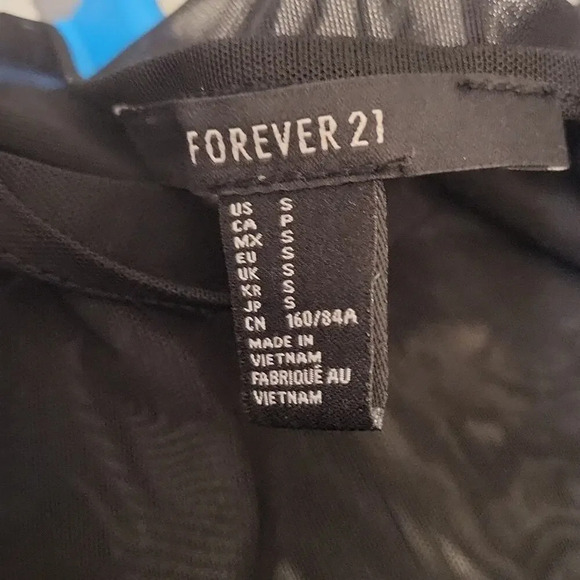 FOREVER 21
US S
CA P
MX S
EU S
UK S
KR S
JP S
CN 160/84A
MADE IN
VIETNAM
FABRIQUÉ AU
VIETNAM